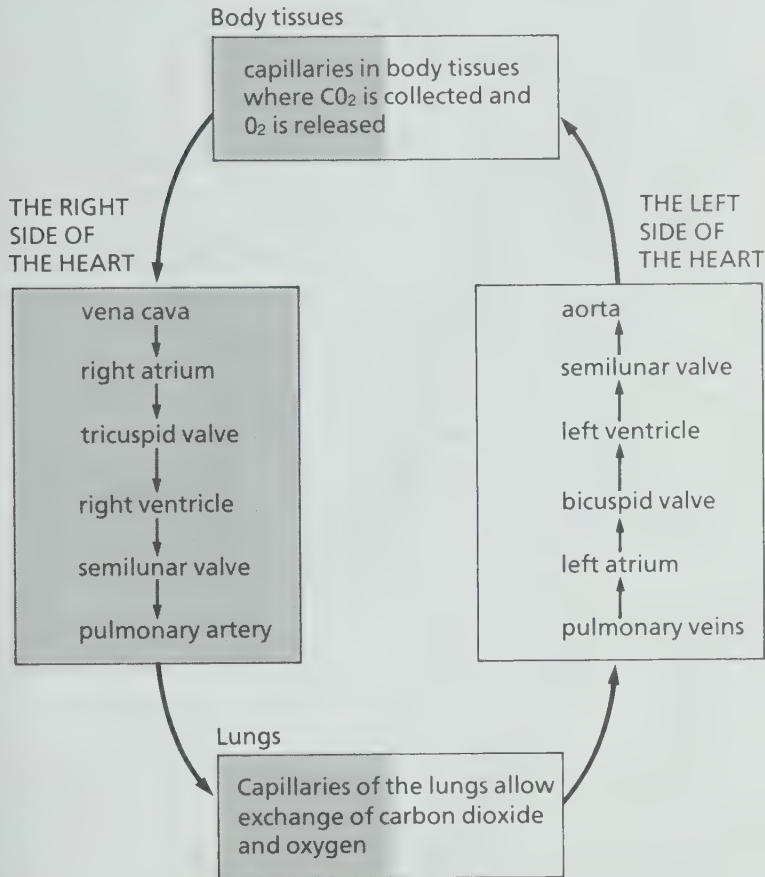 Body tissues
capillaries in body tissues
where CO₂ is collected and
O₂ is released
THE RIGHT
SIDE OF
THE HEART
vena cava
right atrium
tricuspid valve
right ventricle
semilunar valve
pulmonary artery
THE LEFT
SIDE OF
THE HEART
aorta
semilunar valve
left ventricle
bicuspid valve
left atrium
pulmonary veins
Lungs
Capillaries of the lungs allow
exchange of carbon dioxide
and oxygen